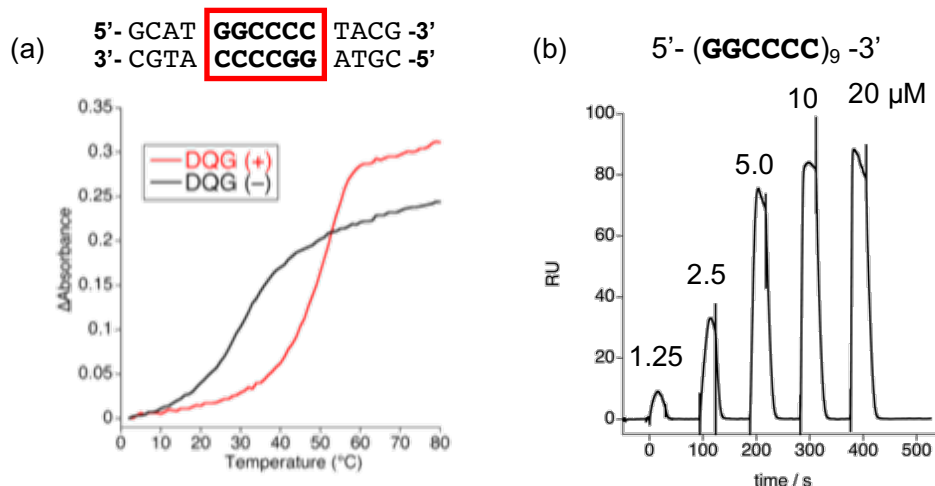 (a)
5’- GCAT GGCCCC TACG -3’
3’- CGTA CCCCGG ATGC -5’
0.35
0.3
0.25
0.2
0.15
0.1
0.05
0
ΔAbsorbance
DQG (+)
DQG (−)
0 10 20 30 40 50 60 70 80
Temperature (°C)
(b)
5’- (GGCCCC)9 -3’
100
80
60
40
20
0
RU
1.25
2.5
5.0
10
20 μM
0 100 200 300 400 500
time / s